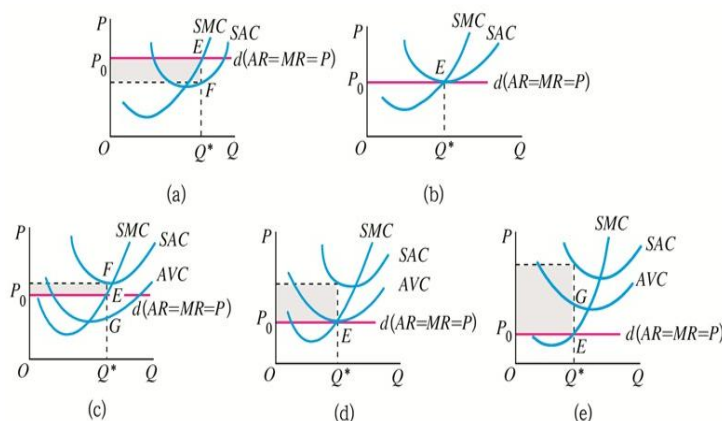 P
SMC
SAC
E
P₀
d(AR=MR=P)
F
O
Q*
Q
(a)
P
SMC
SAC
E
P₀
d(AR=MR=P)
O
Q*
Q
(b)
P
SMC
SAC
F
AVC
P₀
E
d(AR=MR=P)
G
O
Q*
Q
(c)
P
SMC
SAC
AVC
P₀
d(AR=MR=P)
E
O
Q*
Q
(d)
P
SMC
SAC
AVC
G
P₀
d(AR=MR=P)
E
O
Q*
Q
(e)